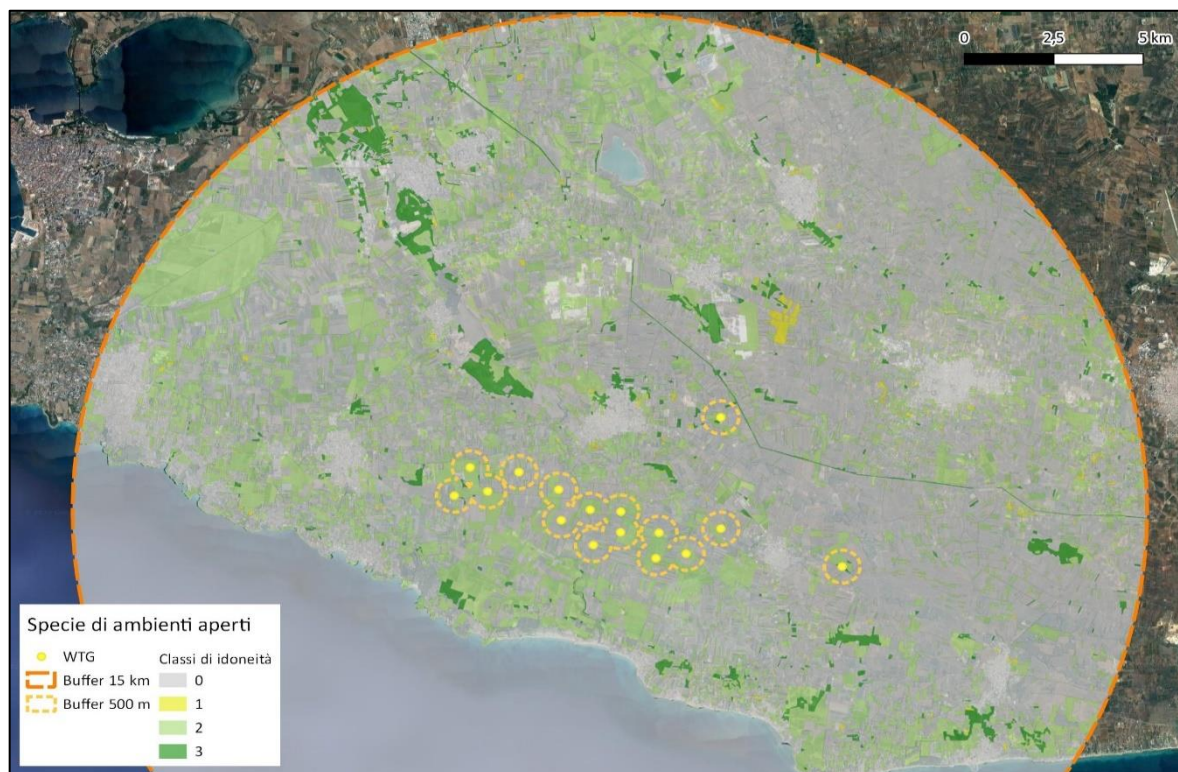 0 2,5 5 km
Specie di ambienti aperti
WTG
Buffer 15 km
Buffer 500 m
Classi di idoneità
0
1
2
3